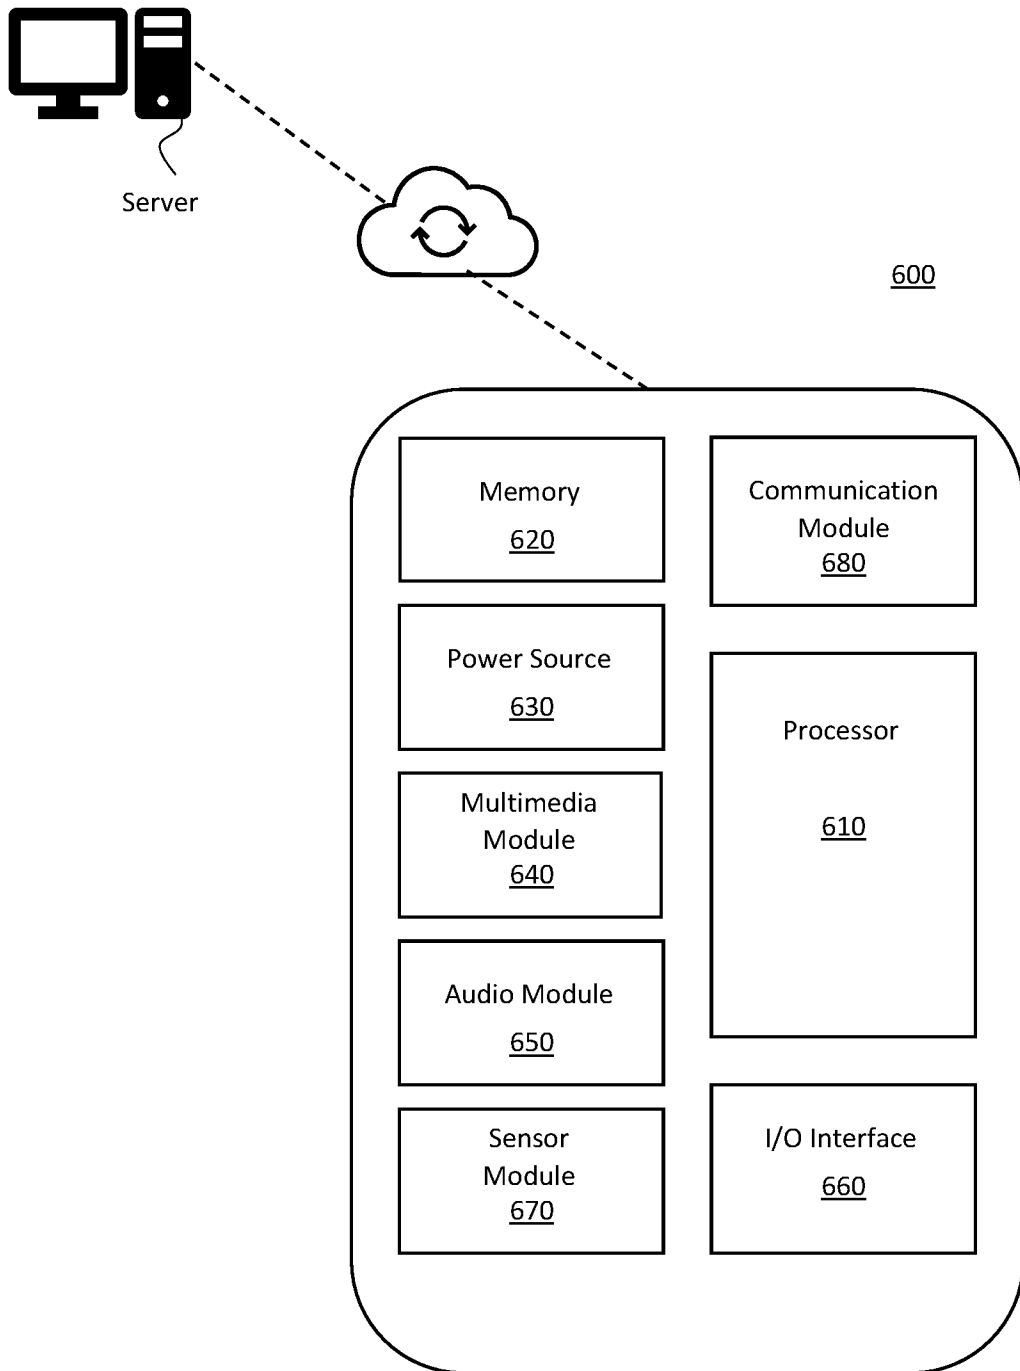 Server
600
Memory
620
Power Source
630
Multimedia
Module
640
Audio Module
650
Sensor
Module
670
Communication
Module
680
Processor
610
I/O Interface
660